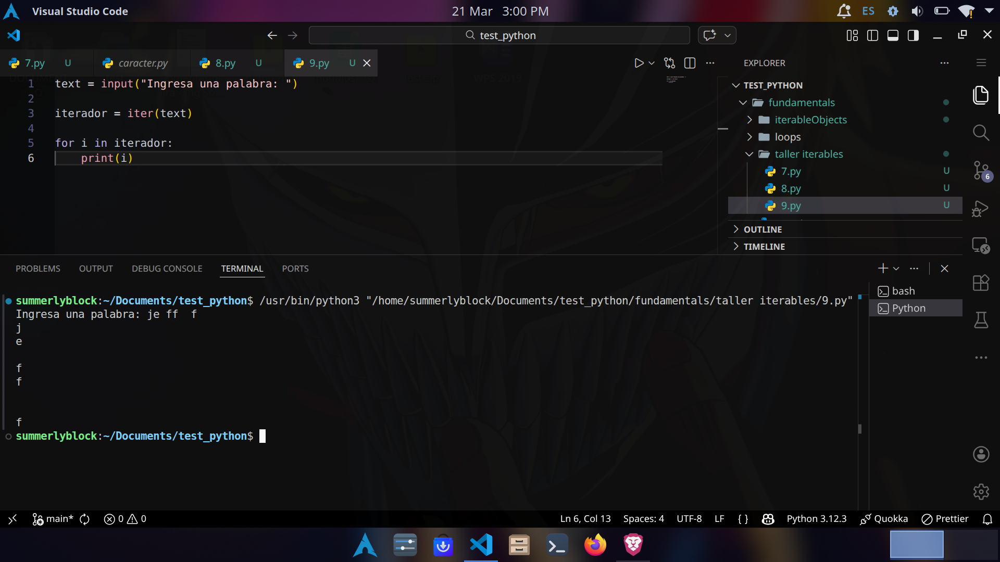 Visual Studio Code
21 Mar 3:00 PM
ES
test_python
7.py U
caracter.py
8.py U
9.py U
EXPLORER
1 text = input("Ingresa una palabra: ")
2
3 iterador = iter(text)
4
5 for i in iterador:
6 print(i)
TEST_PYTHON
fundamentals
iterableObjects
loops
taller iterables
7.py U
8.py U
9.py U
OUTLINE
TIMELINE
6
PROBLEMS OUTPUT DEBUG CONSOLE TERMINAL PORTS
bash
Python
summerlyblock:~/Documents/test_python$ /usr/bin/python3 "/home/summerlyblock/Documents/test_python/fundamentals/taller iterables/9.py"
Ingresa una palabra: je ff  f
j
e
f
f
f
summerlyblock:~/Documents/test_python$
main* 0 0
Ln 6, Col 13 Spaces: 4 UTF-8 LF { } Python 3.12.3 Quokka Prettier